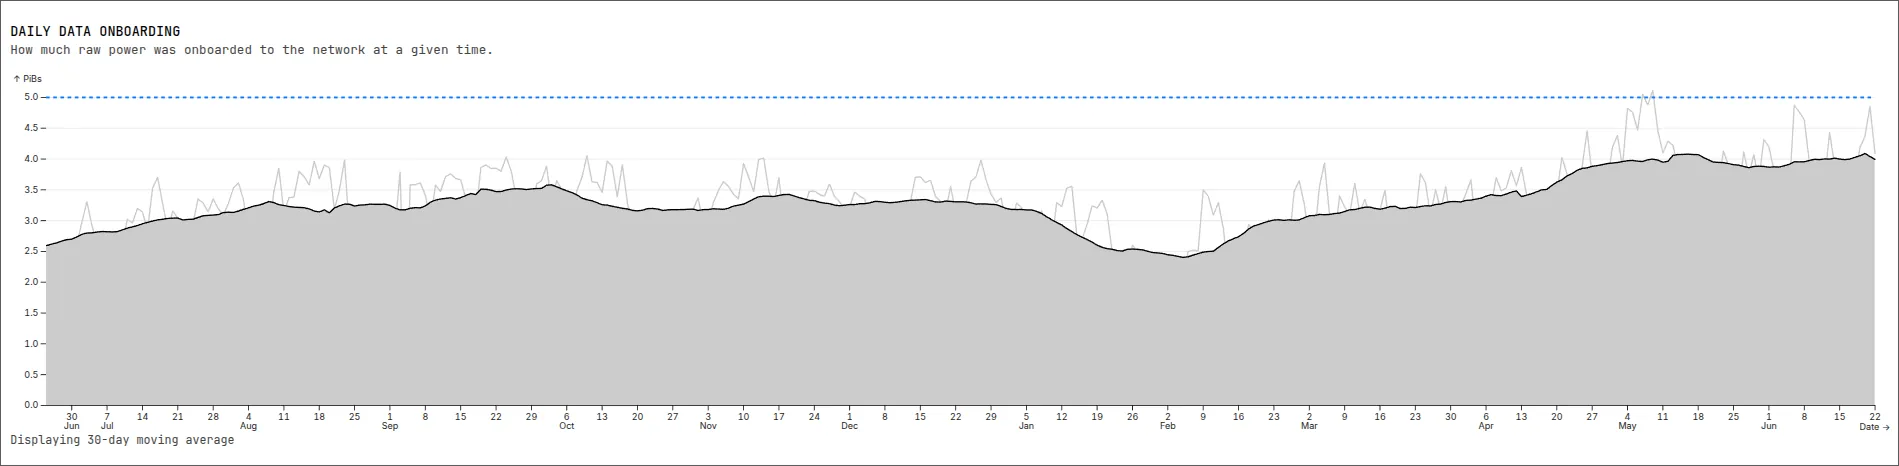 DAILY DATA ONBOARDING
How much raw power was onboarded to the network at a given time.
↑ PiBs
5.0
4.5
4.0
3.5
3.0
2.5
2.0
1.5
1.0
0.5
0.0
30 7 14 21 28 4 11 18 25 1 8 15 22 29 6 13 20 27 3 10 17 24 1 8 15 22 29 5 12 19 26 2 9 16 23 2 9 16 23 30 6 13 20 27 4 11 18 25 1 8 15 22
Jun Jul Aug Sep Oct Nov Dec Jan Feb Mar Apr May Jun Date →
Displaying 30-day moving average